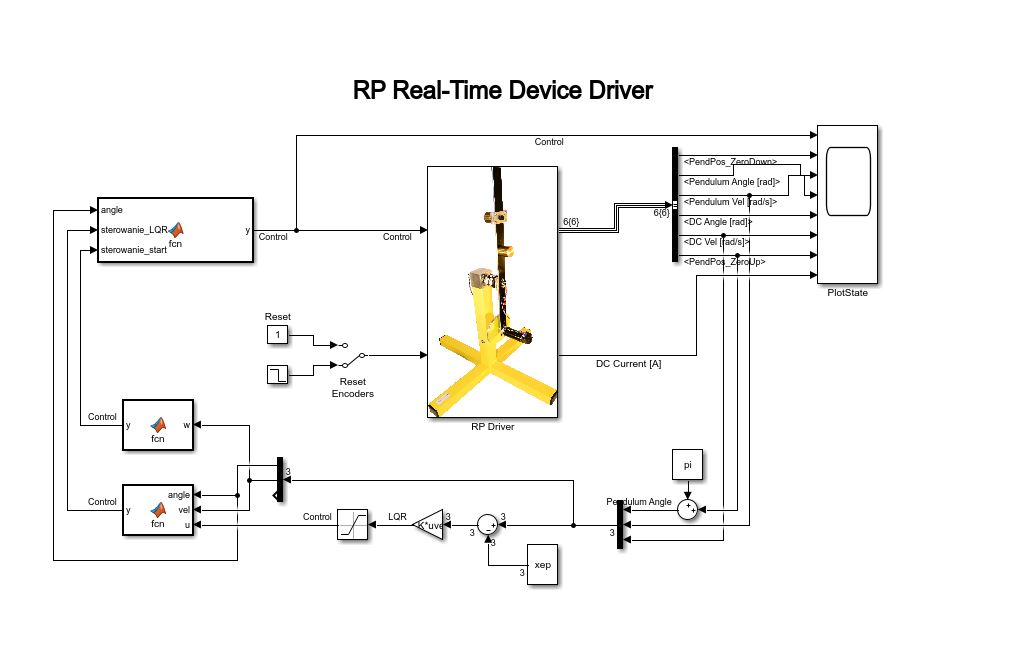 RP Real-Time Device Driver
Control
<PendPos_ZeroDown>
<Pendulum Angle [rad]>
<Pendulum Vel [rad/s]>
6{6}
6{6}
<DC Angle [rad]>
<DC Vel [rad/s]>
<PendPos_ZeroUp>
PlotState
angle
sterowanie_LQR
sterowanie_start
fcn
y
Control
Control
Reset
1
Reset
Encoders
DC Current [A]
RP Driver
Control
y
w
fcn
pi
3
Control
y
angle
vel
u
fcn
Control
LQR
K*uve
3
3
3
3
Pendulum Angle
3
+
+
-
+
xep
3